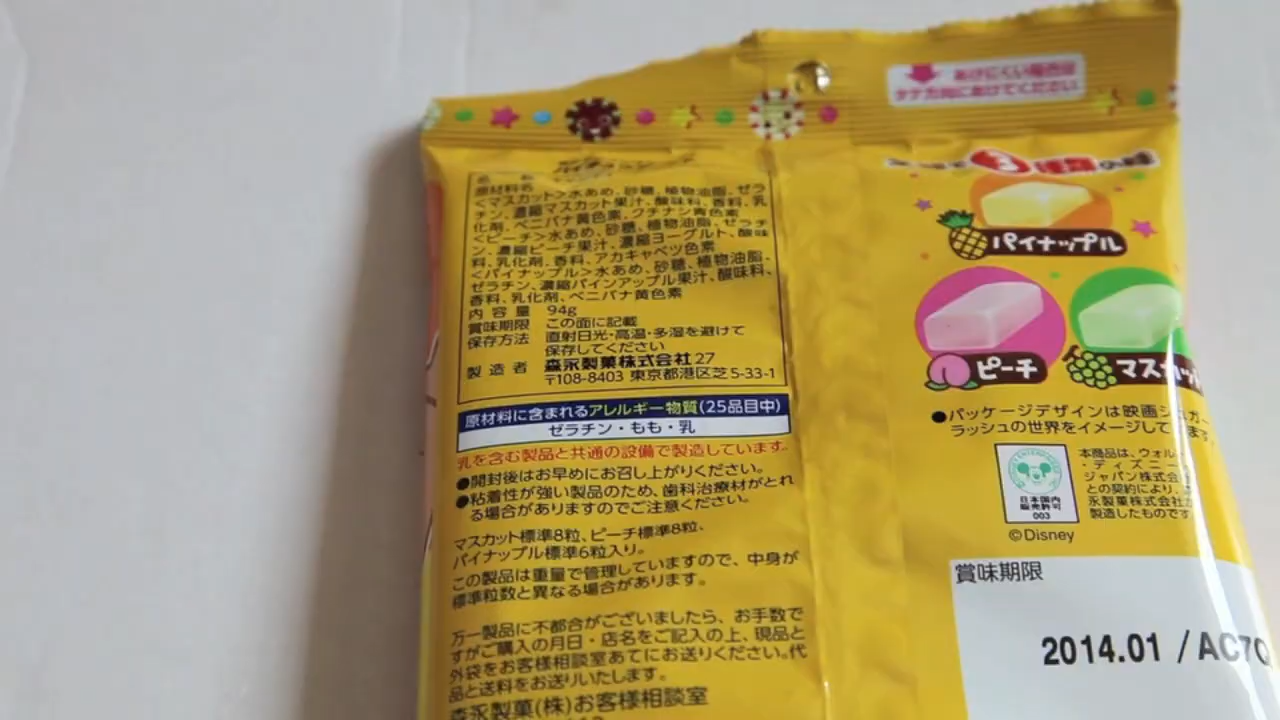 あけにくい場合は
タテ方向にあけてください
原材料名
<マスカット>水あめ、砂糖、植物油脂、ゼラ
チン、濃縮マスカット果汁、酸味料、香料、乳
化剤、ベニバナ黄色素、クチナシ青色素
<ピーチ>水あめ、砂糖、植物油脂、ゼラチ
ン、濃縮ピーチ果汁、濃縮ヨーグルト、酸味
料、乳化剤、香料、アカキャベツ色素
<パイナップル>水あめ、砂糖、植物油脂、
ゼラチン、濃縮パインアップル果汁、酸味料、
香料、乳化剤、ベニバナ黄色素
内容量 94g
賞味期限 この面に記載
保存方法 直射日光・高温・多湿を避けて
保存してください
製造者 森永製菓株式会社27
〒108-8403 東京都港区芝5-33-1
原材料に含まれるアレルギー物質(25品目中)
ゼラチン・もも・乳
乳を含む製品と共通の設備で製造しています。
●開封後はお早めにお召し上がりください。
●粘着性が強い製品のため、歯科治療材がとれ
る場合がありますのでご注意ください。
マスカット標準8粒、ピーチ標準8粒、
パイナップル標準6粒入り。
この製品は重量で管理していますので、中身が
標準粒数と異なる場合があります。
万一製品に不都合がございましたら、お手数で
すがご購入の月日・店名をご記入の上、現品と
外袋をお客様相談室あてにお送りください。代
品と送料をお送りいたします。
森永製菓(株)お客様相談室
3種類の味
パイナップル
ピーチ
マスカット
●パッケージデザインは映画シュガー
ラッシュの世界をイメージして
日本国内
販売許可
003
本商品は、ウォル
・ディズニー
ジャパン株式会
との契約により、
永製菓株式会社
製造したものです
©Disney
賞味期限
2014.01 / AC7Q